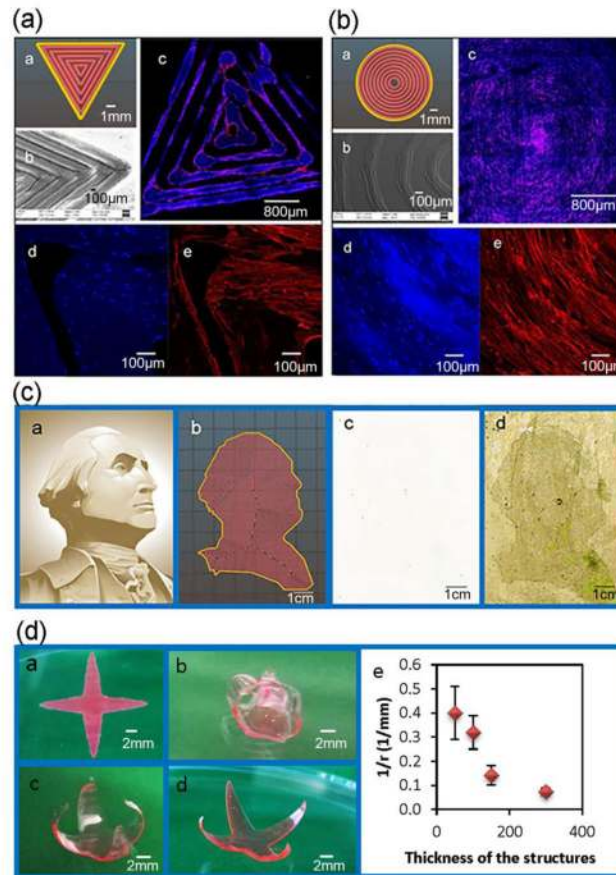 (a)
a
1mm
b
100μm
c
800μm
d
100μm
e
100μm
(b)
a
1mm
b
100μm
c
800μm
d
100μm
e
100μm
(c)
a
b
1cm
c
1cm
d
1cm
(d)
a
2mm
b
2mm
c
2mm
d
2mm
e
0.6
0.5
0.4
0.3
0.2
0.1
0.0
1/r (1/mm)
0
200
400
Thickness of the structures